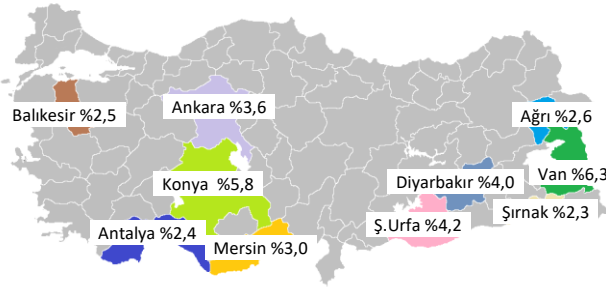 Balıkesir %2,5
Ankara %3,6
Ağrı %2,6
Konya %5,8
Diyarbakır %4,0
Van %6,3
Antalya %2,4
Mersin %3,0
Ş.Urfa %4,2
Şırnak %2,3